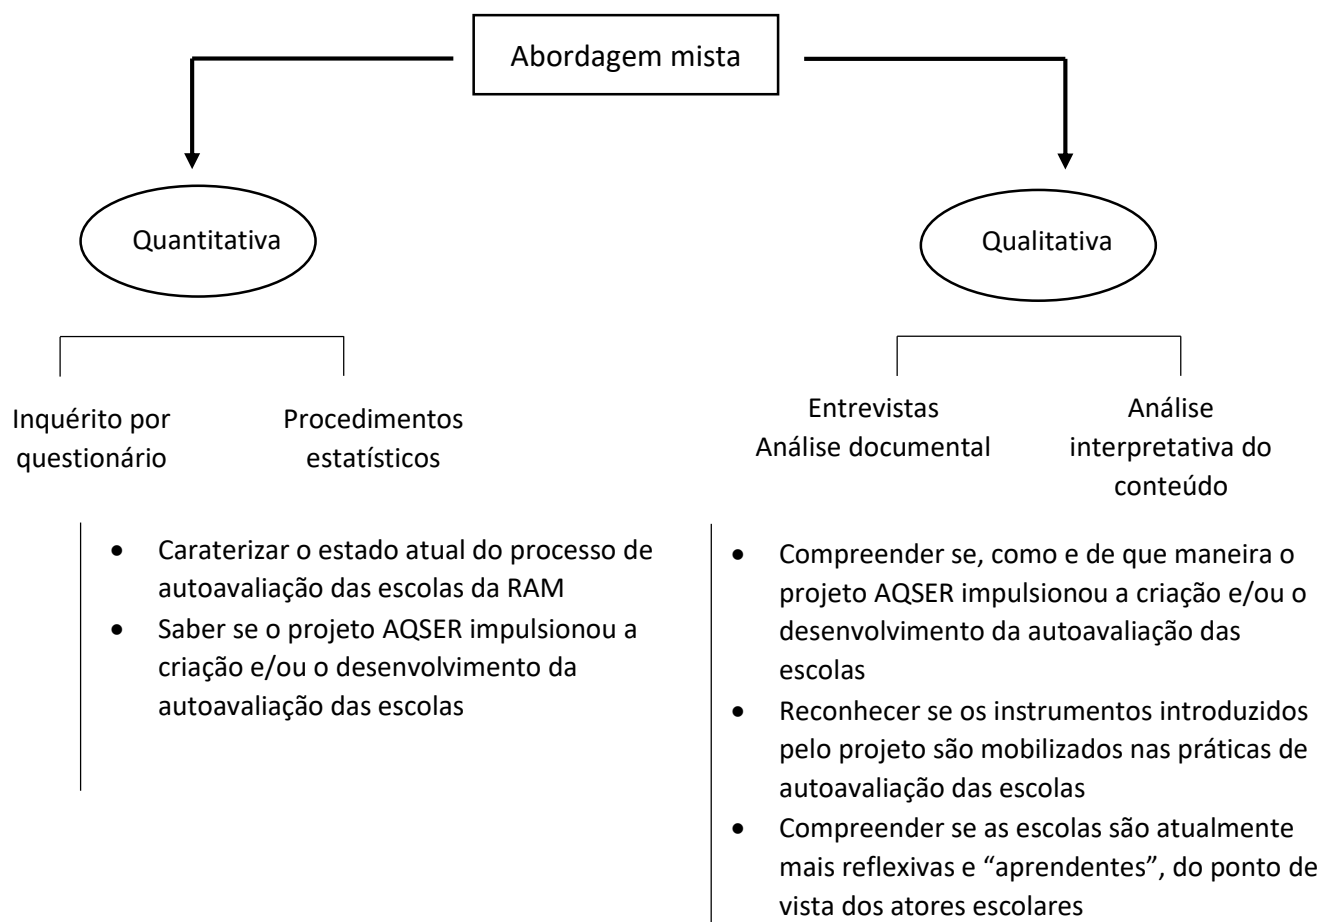 Abordagem mista
Quantitativa
Qualitativa
Inquérito por
questionário
Procedimentos
estatísticos
Entrevistas
Análise documental
Análise
interpretativa do
conteúdo
• Caraterizar o estado atual do processo de
autoavaliação das escolas da RAM
• Saber se o projeto AQSER impulsionou a
criação e/ou o desenvolvimento da
autoavaliação das escolas
• Compreender se, como e de que maneira o
projeto AQSER impulsionou a criação e/ou o
desenvolvimento da autoavaliação das
escolas
• Reconhecer se os instrumentos introduzidos
pelo projeto são mobilizados nas práticas de
autoavaliação das escolas
• Compreender se as escolas são atualmente
mais reflexivas e “aprendentes”, do ponto de
vista dos atores escolares